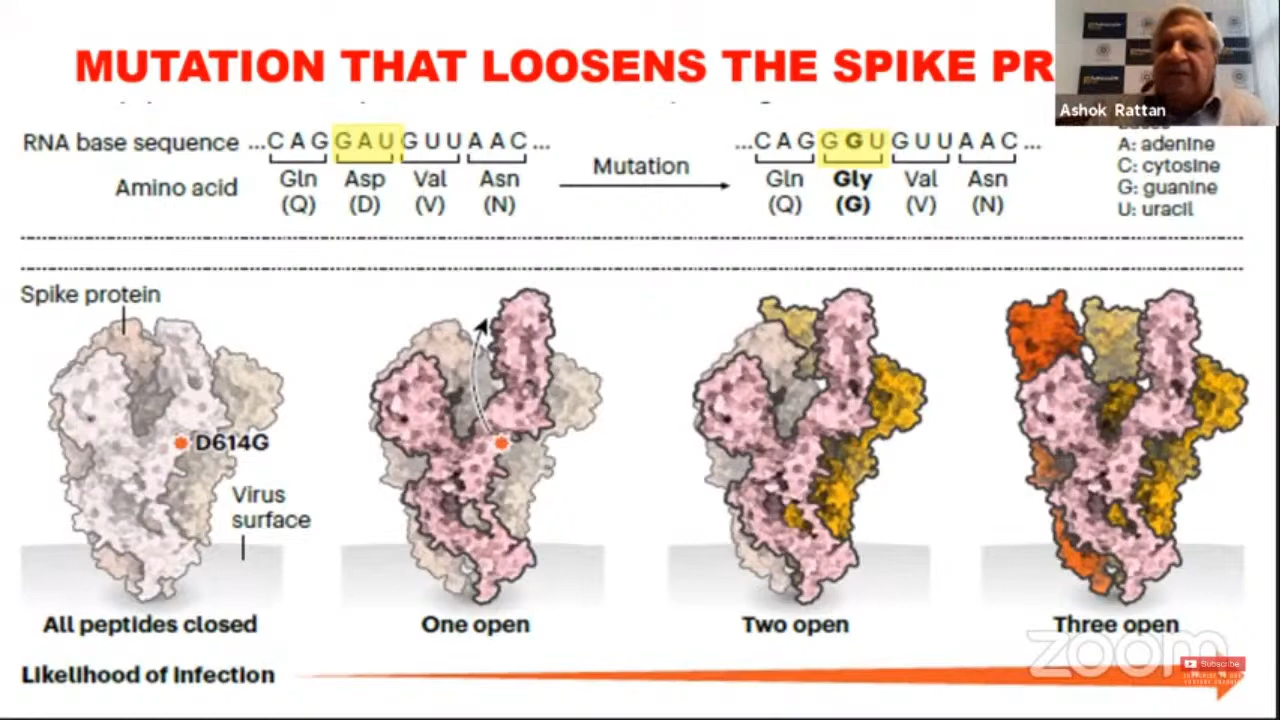 MUTATION THAT LOOSENS THE SPIKE PR
Ashok Rattan
RNA base sequence ...C A G G A U G U U A A C ... ...C A G G G U G U U A A C ...
Mutation
Amino acid Gln Asp Val Asn Gln Gly Val Asn
(Q) (D) (V) (N) (Q) (G) (V) (N)
A: adenine
C: cytosine
G: guanine
U: uracil
Spike protein
D614G
Virus
surface
All peptides closed One open Two open Three open
Likelihood of Infection
zoom
Subscribe